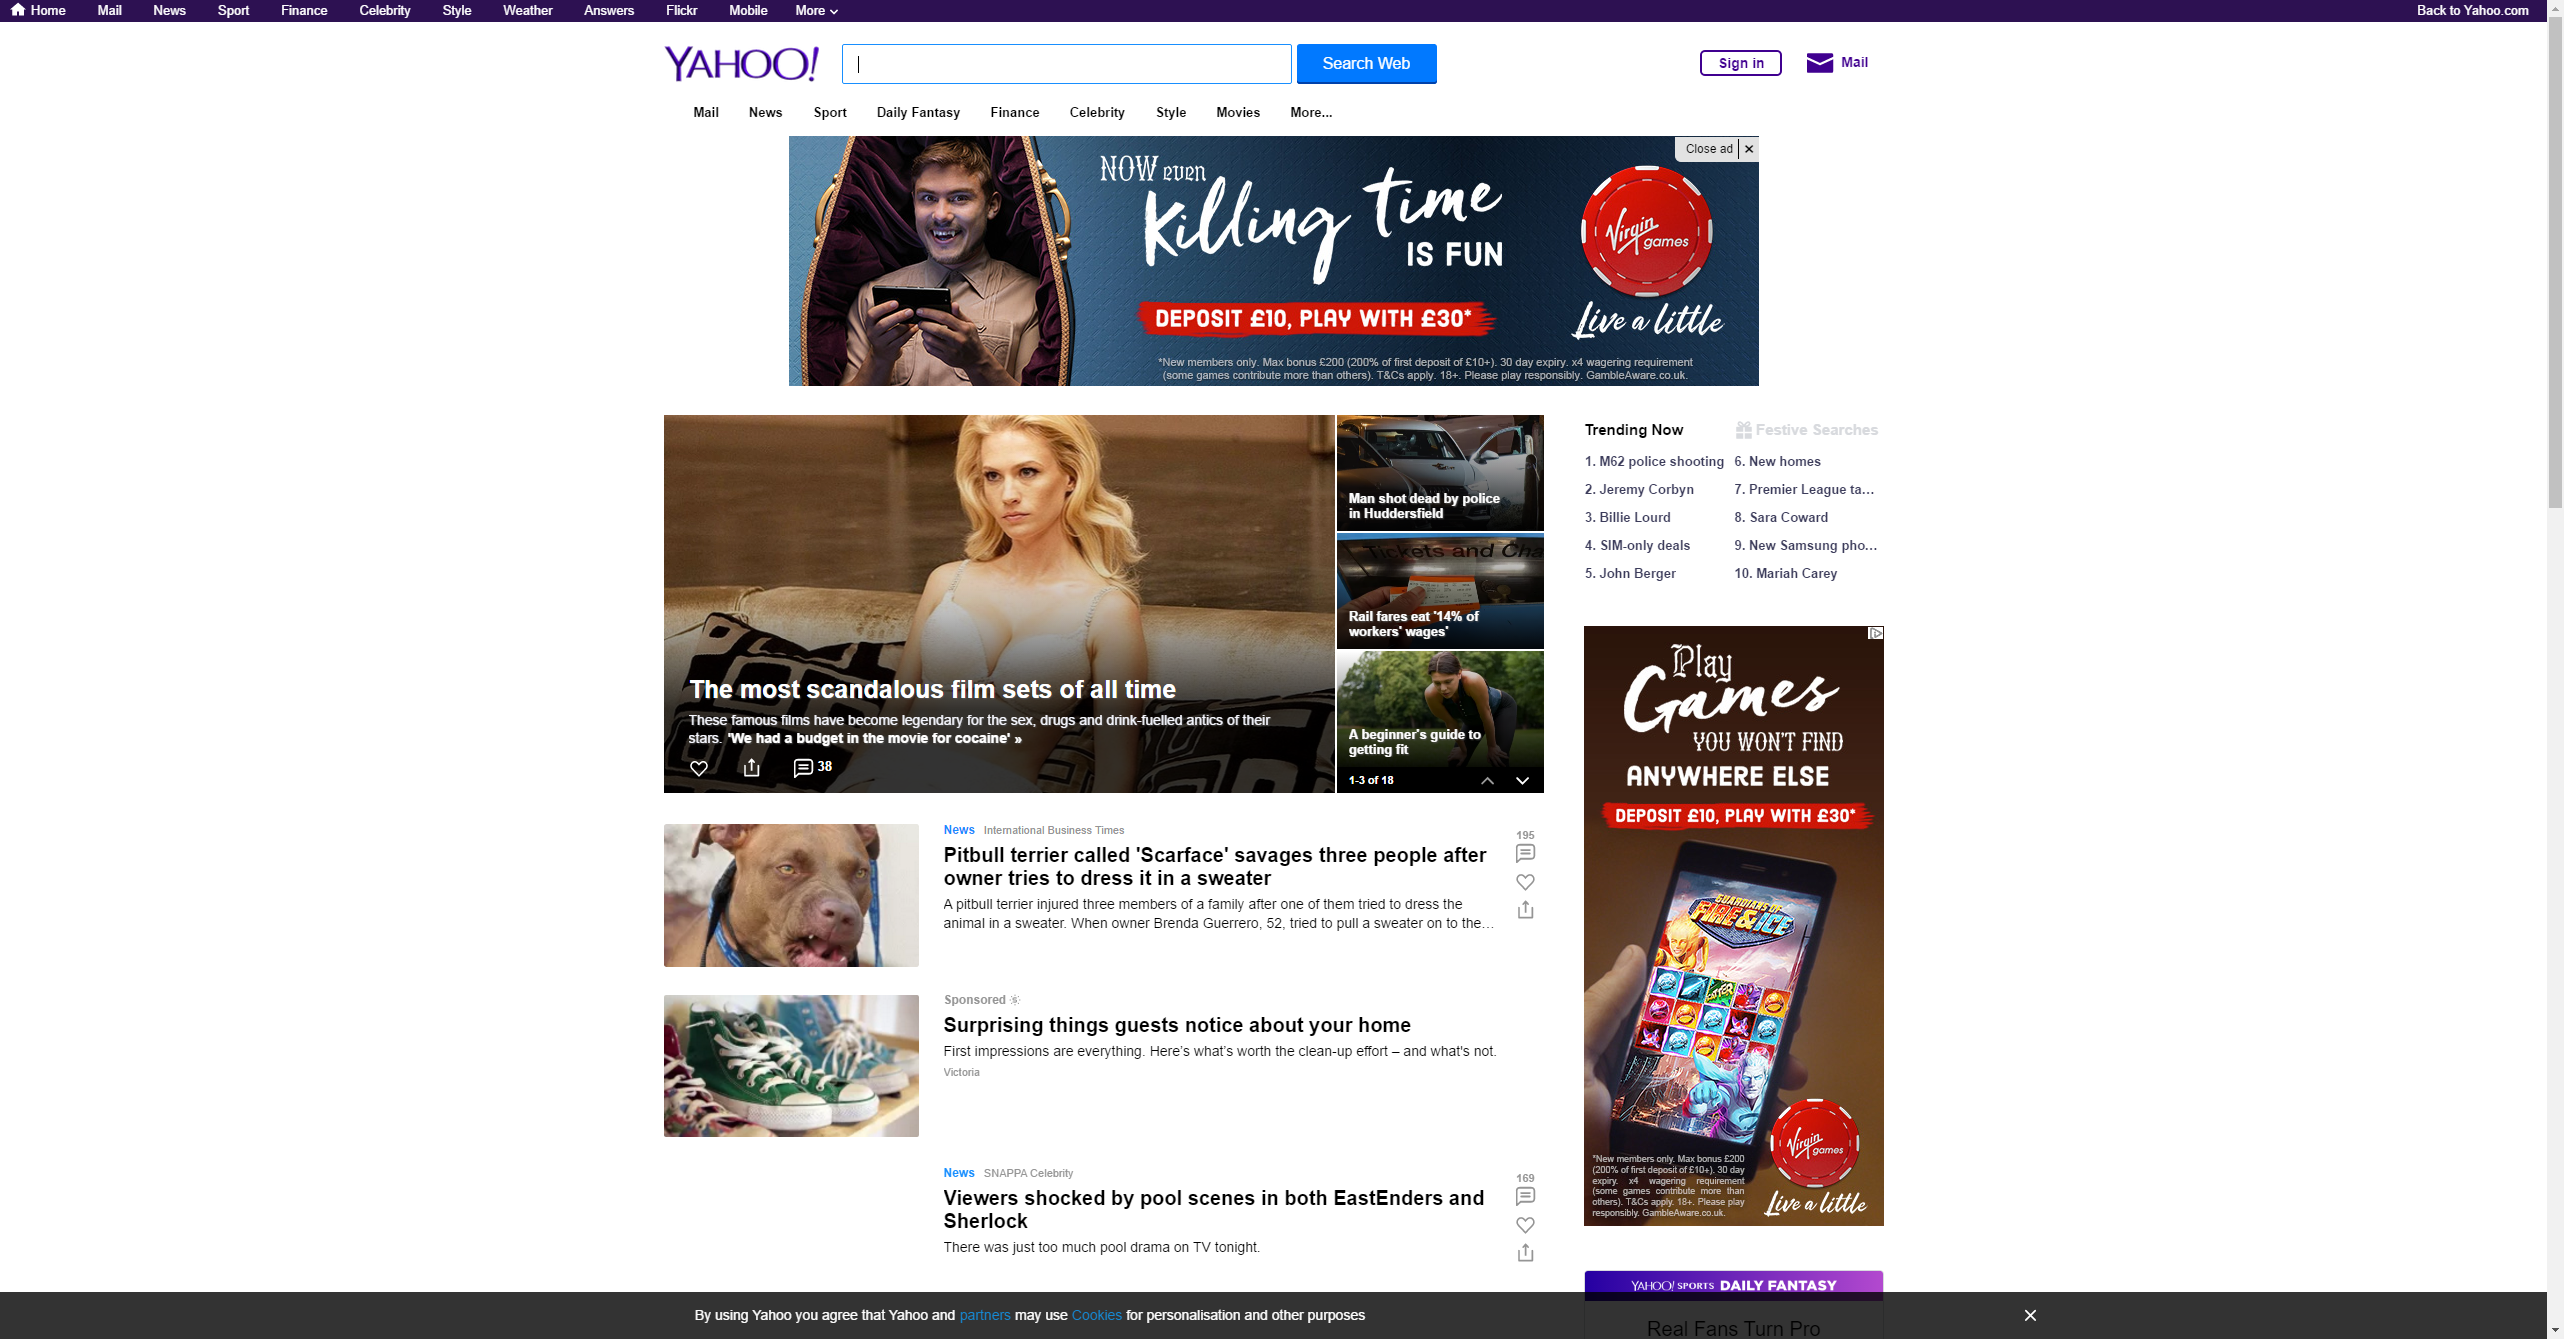 Home Mail News Sport Finance Celebrity Style Weather Answers Flickr Mobile More Back to Yahoo.com
YAHOO! Search Web Sign in Mail
Mail News Sport Daily Fantasy Finance Celebrity Style Movies More...
Close ad
NOW even
Killing Time
IS FUN
DEPOSIT £10, PLAY WITH £30*
*New members only. Max bonus £200 (200% of first deposit of £10+). 30 day expiry. x4 wagering requirement
(some games contribute more than others). T&Cs apply. 18+. Please play responsibly. GambleAware.co.uk.
Virgin
games
Live a little
The most scandalous film sets of all time
These famous films have become legendary for the sex, drugs and drink-fuelled antics of their
stars. 'We had a budget in the movie for cocaine' »
38
Man shot dead by police
in Huddersfield
Tickets and Cha
Rail fares eat '14% of
workers' wages'
A beginner's guide to
getting fit
1-3 of 18
Trending Now
1. M62 police shooting
2. Jeremy Corbyn
3. Billie Lourd
4. SIM-only deals
5. John Berger
Festive Searches
6. New homes
7. Premier League ta...
8. Sara Coward
9. New Samsung pho...
10. Mariah Carey
News International Business Times
Pitbull terrier called 'Scarface' savages three people after
owner tries to dress it in a sweater
A pitbull terrier injured three members of a family after one of them tried to dress the
animal in a sweater. When owner Brenda Guerrero, 52, tried to pull a sweater on to the...
195
Sponsored
Surprising things guests notice about your home
First impressions are everything. Here's what's worth the clean-up effort – and what's not.
Victoria
News SNAPPA Celebrity
Viewers shocked by pool scenes in both EastEnders and
Sherlock
There was just too much pool drama on TV tonight.
169
Play
Games
YOU WON'T FIND
ANYWHERE ELSE
DEPOSIT £10, PLAY WITH £30*
GUARDIANS OF
FIRE & ICE
*New members only. Max bonus £200
(200% of first deposit of £10+). 30 day
expiry. x4 wagering requirement
(some games contribute more than
others). T&Cs apply. 18+. Please play
responsibly. GambleAware.co.uk.
Virgin
games
Live a little
YAHOO! SPORTS DAILY FANTASY
Real Fans Turn Pro
By using Yahoo you agree that Yahoo and partners may use Cookies for personalisation and other purposes